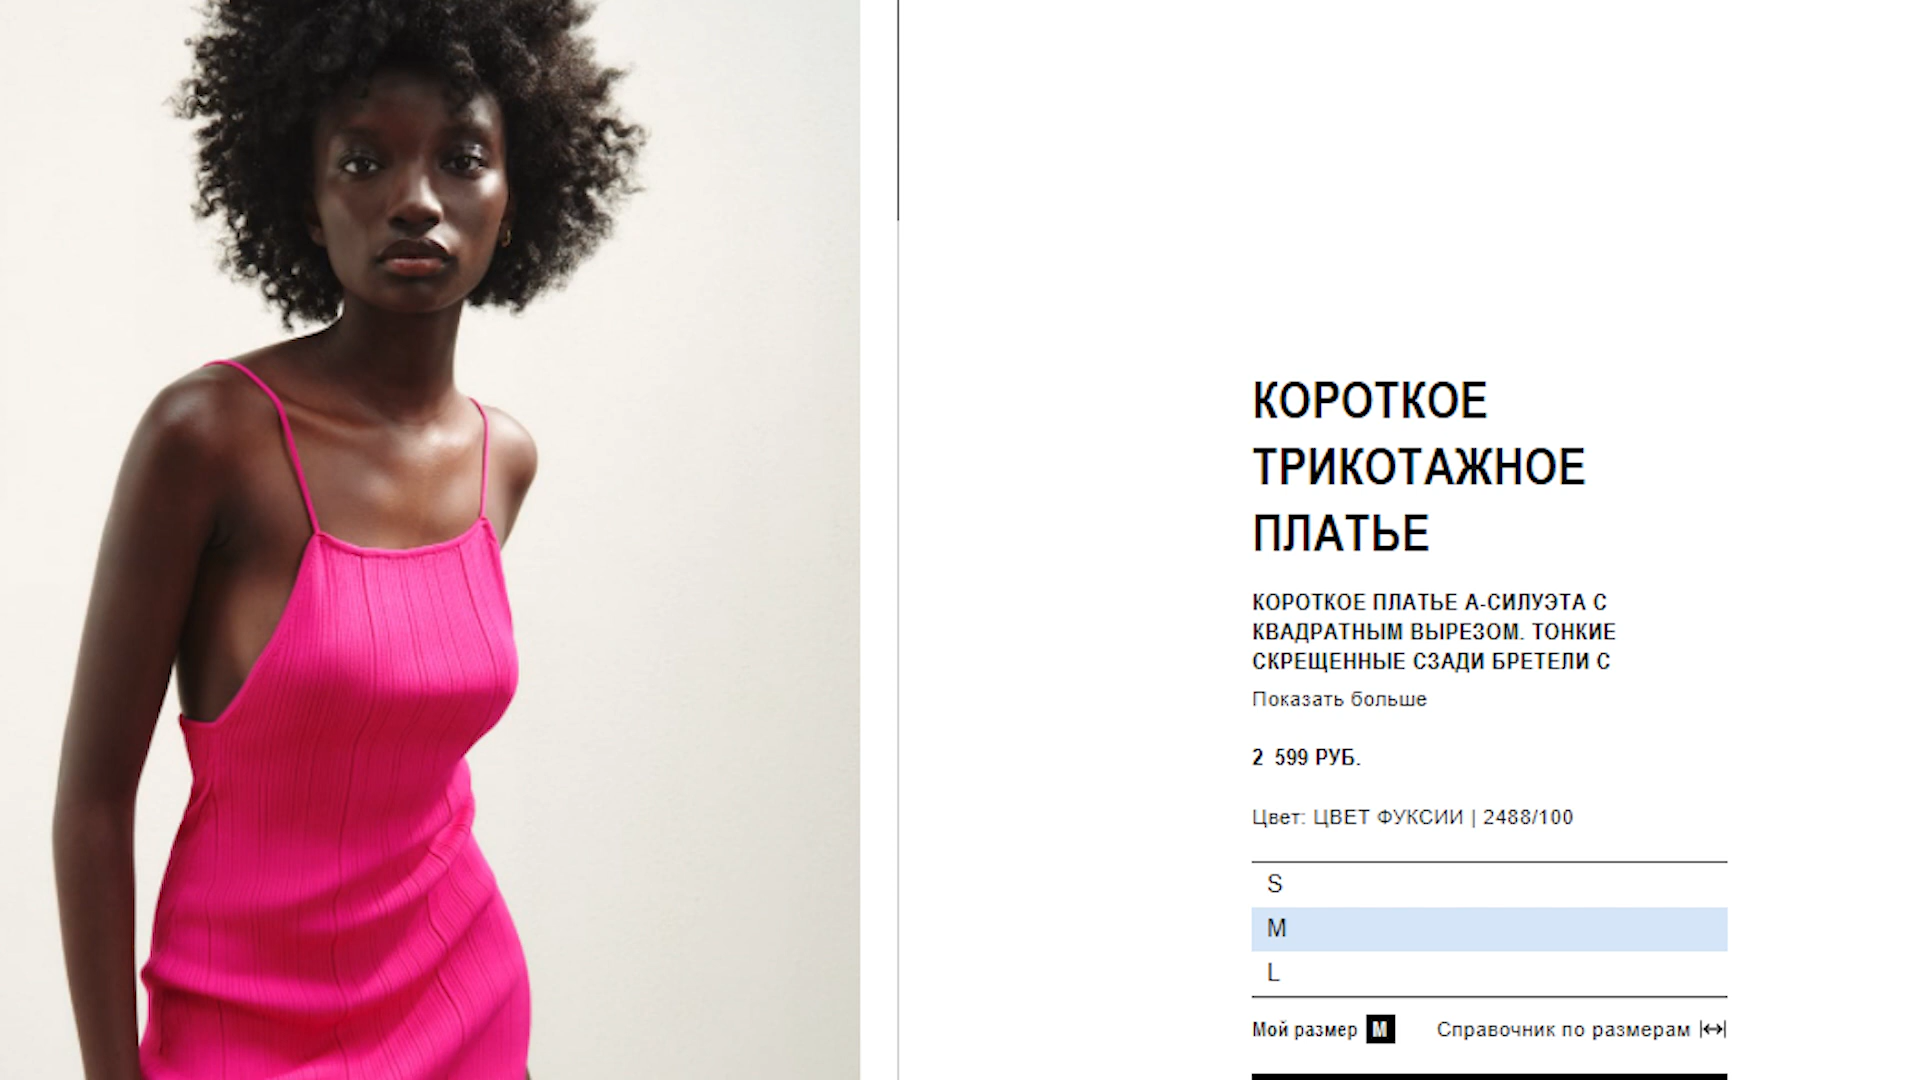 КОРОТКОЕ
ТРИКОТАЖНОЕ
ПЛАТЬЕ
КОРОТКОЕ ПЛАТЬЕ А-СИЛУЭТА С
КВАДРАТНЫМ ВЫРЕЗОМ. ТОНКИЕ
СКРЕЩЕННЫЕ СЗАДИ БРЕТЕЛИ С
Показать больше
2 599 РУБ.
Цвет: ЦВЕТ ФУКСИИ | 2488/100
S
M
L
Мой размер M Справочник по размерам